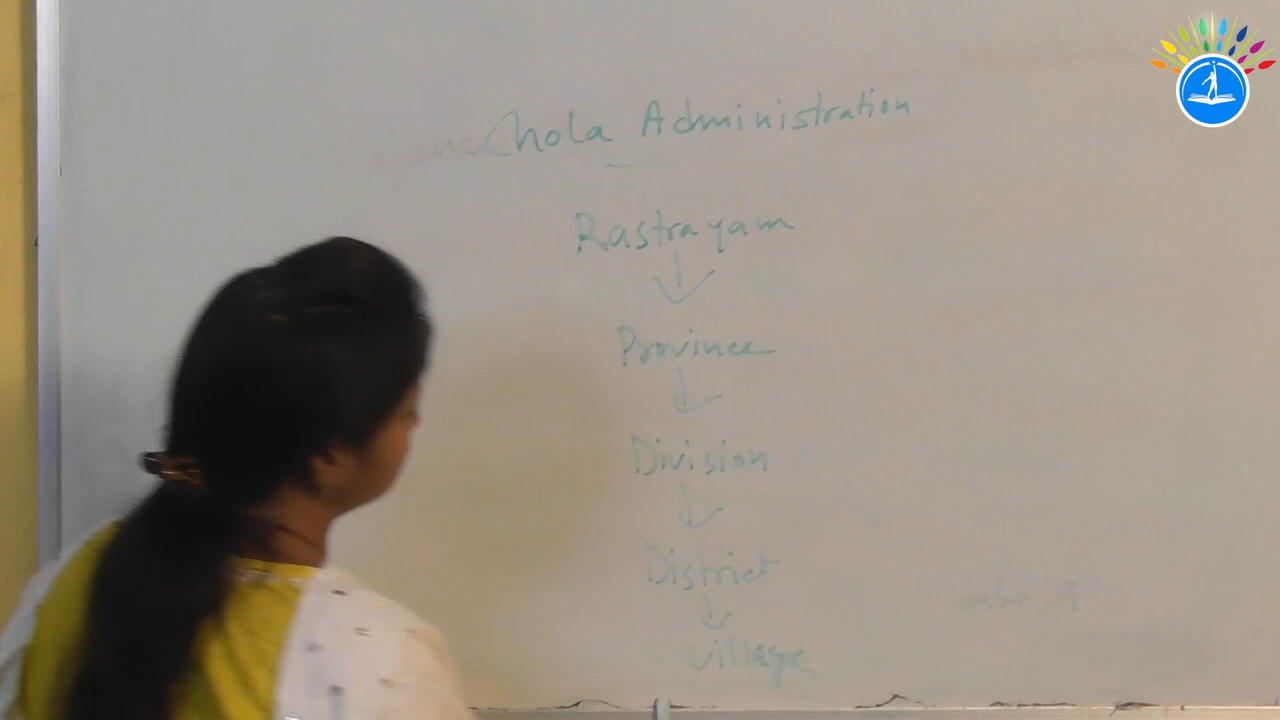 Chola Administration
Rastrayam
Province
Division
District
village